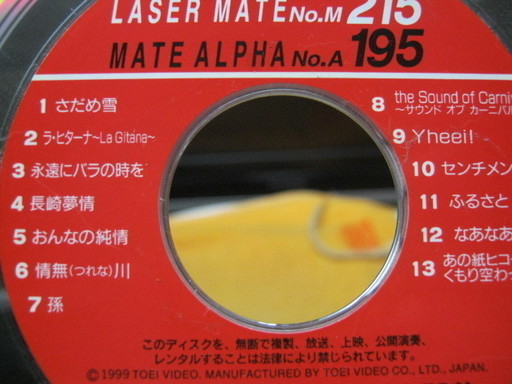 LASER MATE No.M 215
MATE ALPHA No.A 195
1 さだめ雪
2 ラ・ヒターナ~La Gitana~
3 永遠にバラの時を
4 長崎夢情
5 おんなの純情
6 情無(つれな)川
7 孫
8 the Sound of Carni
~サウンド オブ カーニバル
9 Yheei!
10 センチメン
11 ふるさと
12 なあなあ
13 あの紙ヒコー
くもり空わっ
このディスクを、無断で複製、放送、上映、公開演奏、
レンタルすることは法律により禁じられています。
©1999 TOEI VIDEO. MANUFACTURED BY TOEI VIDEO CO., LTD., JAPAN.